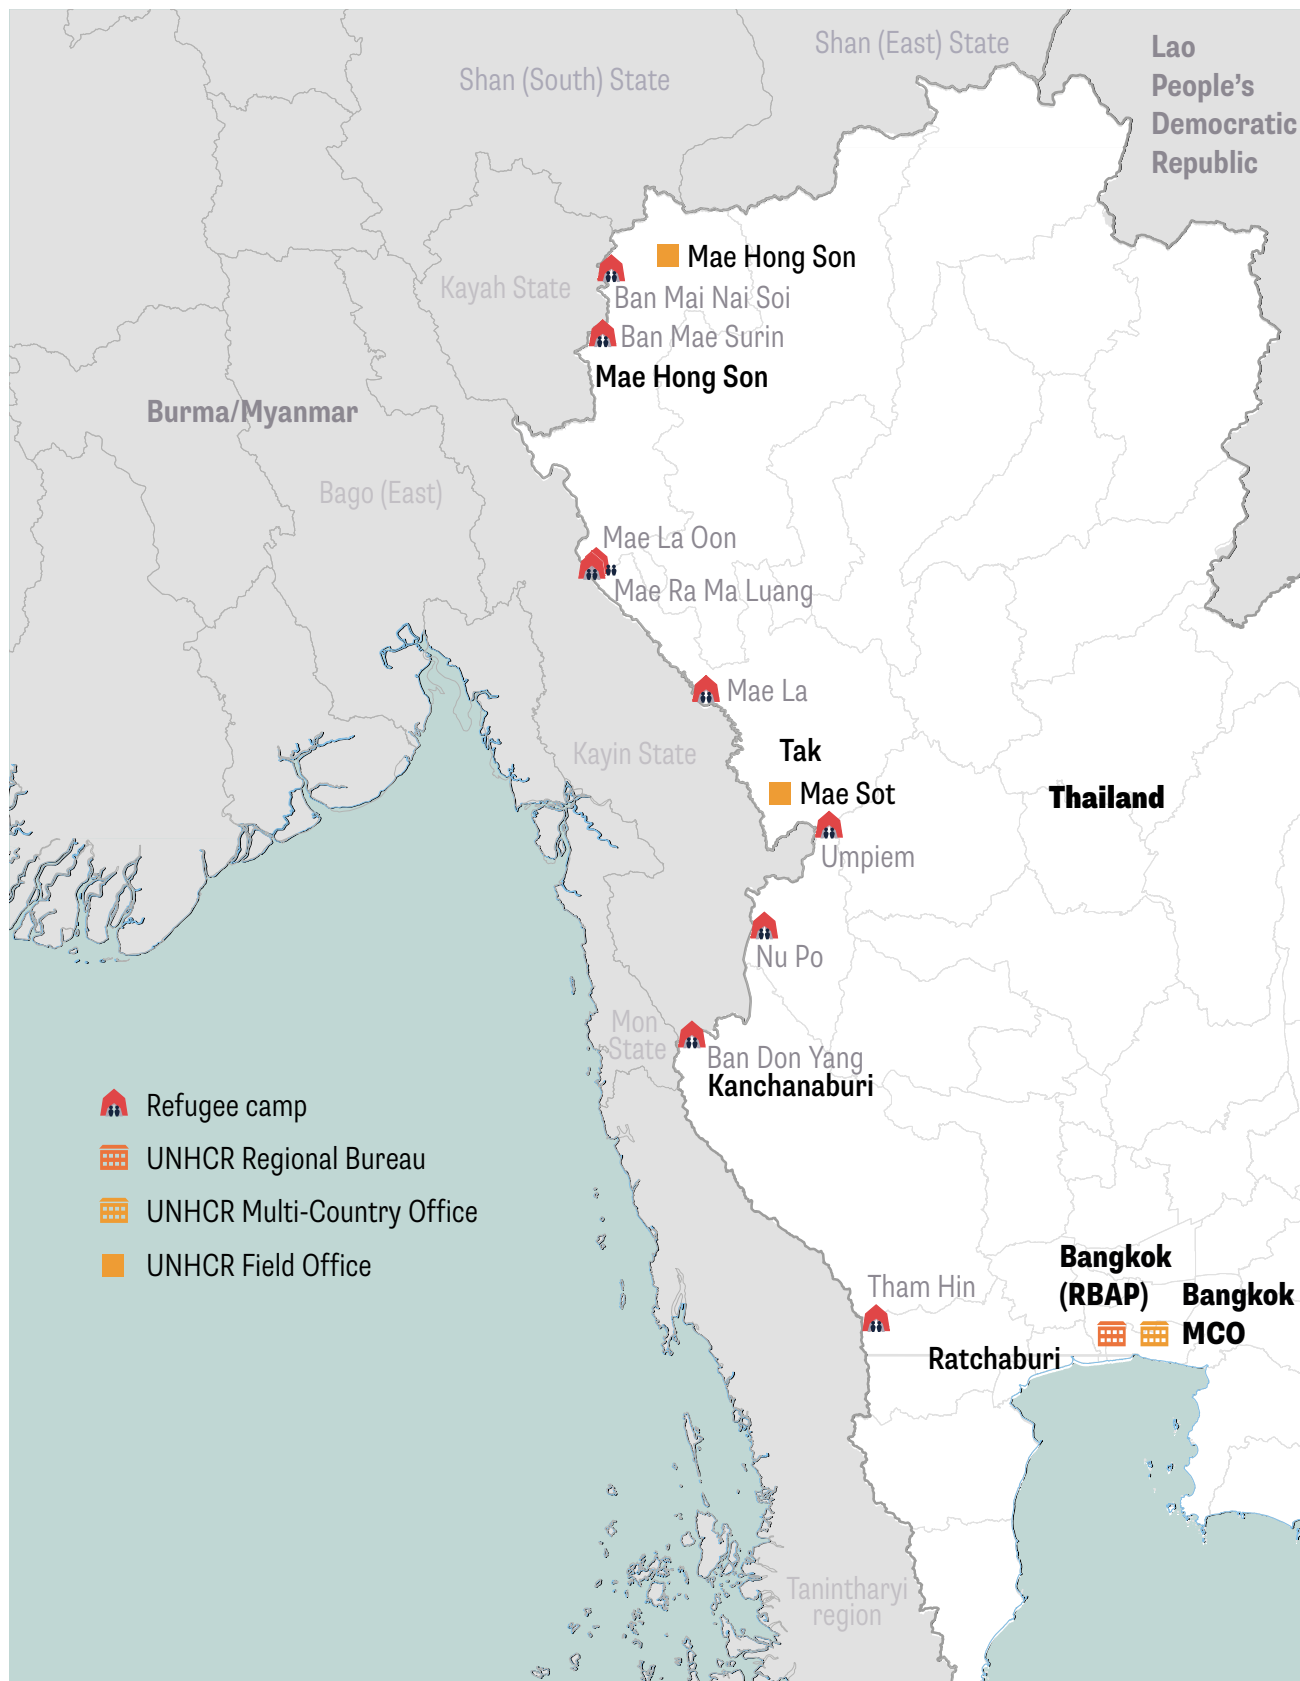 Shan (East) State
Lao
People's
Democratic
Republic
Shan (South) State
Mae Hong Son
Kayah State
Ban Mai Nai Soi
Ban Mae Surin
Mae Hong Son
Burma/Myanmar
Bago (East)
Mae La Oon
Mae Ra Ma Luang
Mae La
Kayin State
Tak
Mae Sot
Thailand
Umpiem
Nu Po
Mon
State
Ban Don Yang
Kanchanaburi
Refugee camp
UNHCR Regional Bureau
UNHCR Multi-Country Office
UNHCR Field Office
Bangkok
(RBAP)
Bangkok
MCO
Tham Hin
Ratchaburi
Tanintharyi
region